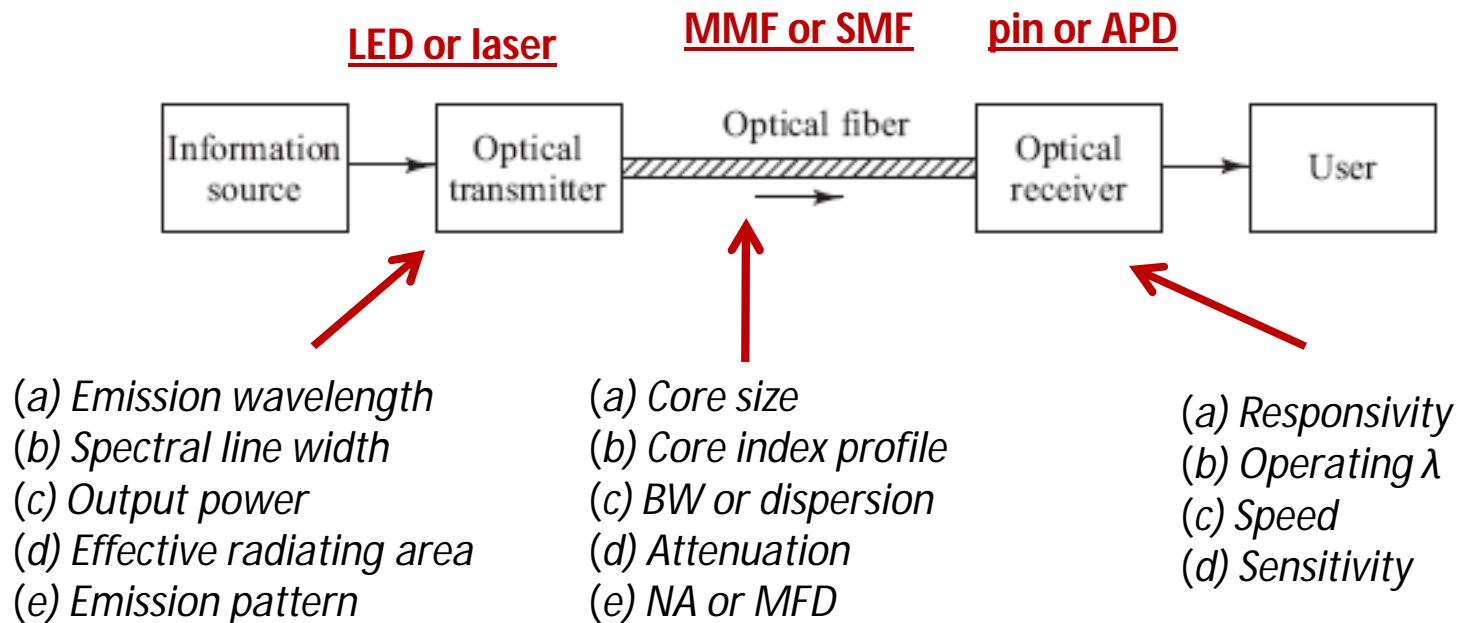 LED or laser
MMF or SMF
pin or APD
Information
source
Optical
transmitter
Optical fiber
Optical
receiver
User
(a) Emission wavelength
(b) Spectral line width
(c) Output power
(d) Effective radiating area
(e) Emission pattern
(a) Core size
(b) Core index profile
(c) BW or dispersion
(d) Attenuation
(e) NA or MFD
(a) Responsivity
(b) Operating λ
(c) Speed
(d) Sensitivity